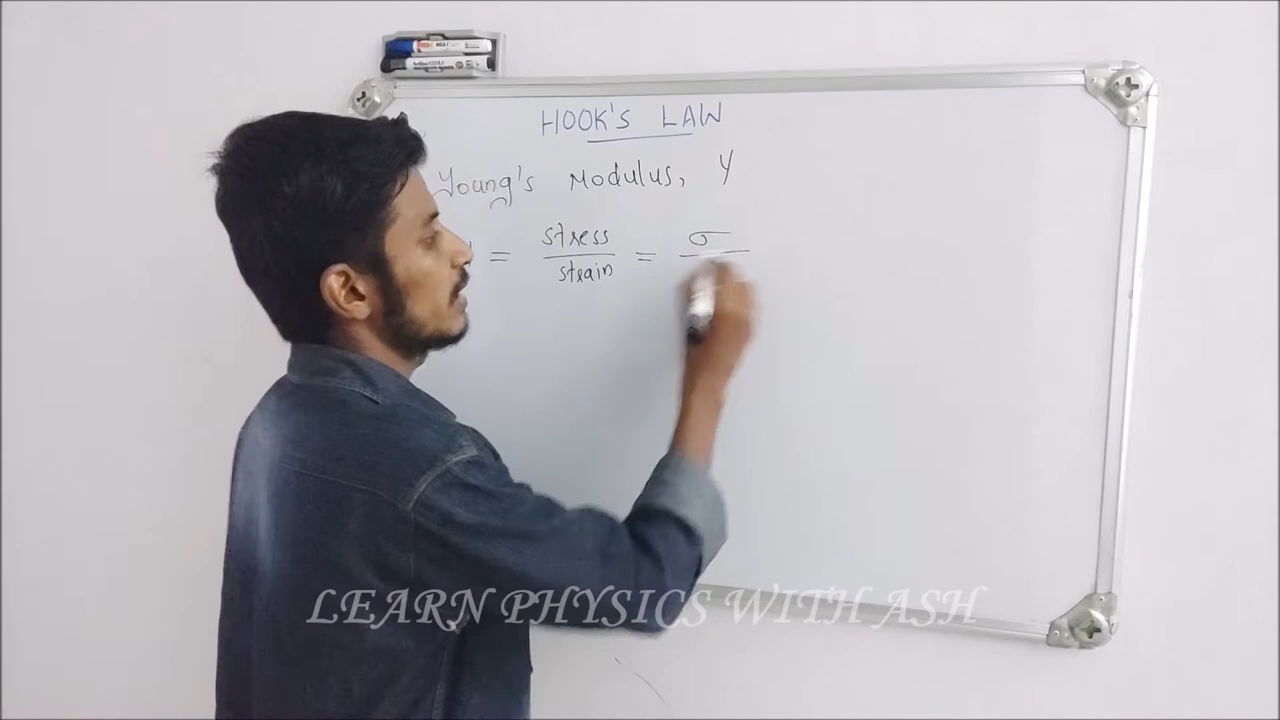 HOOK'S LAW
Young's Modulus, Y
= stress / strain = σ
LEARN PHYSICS WITH ASH